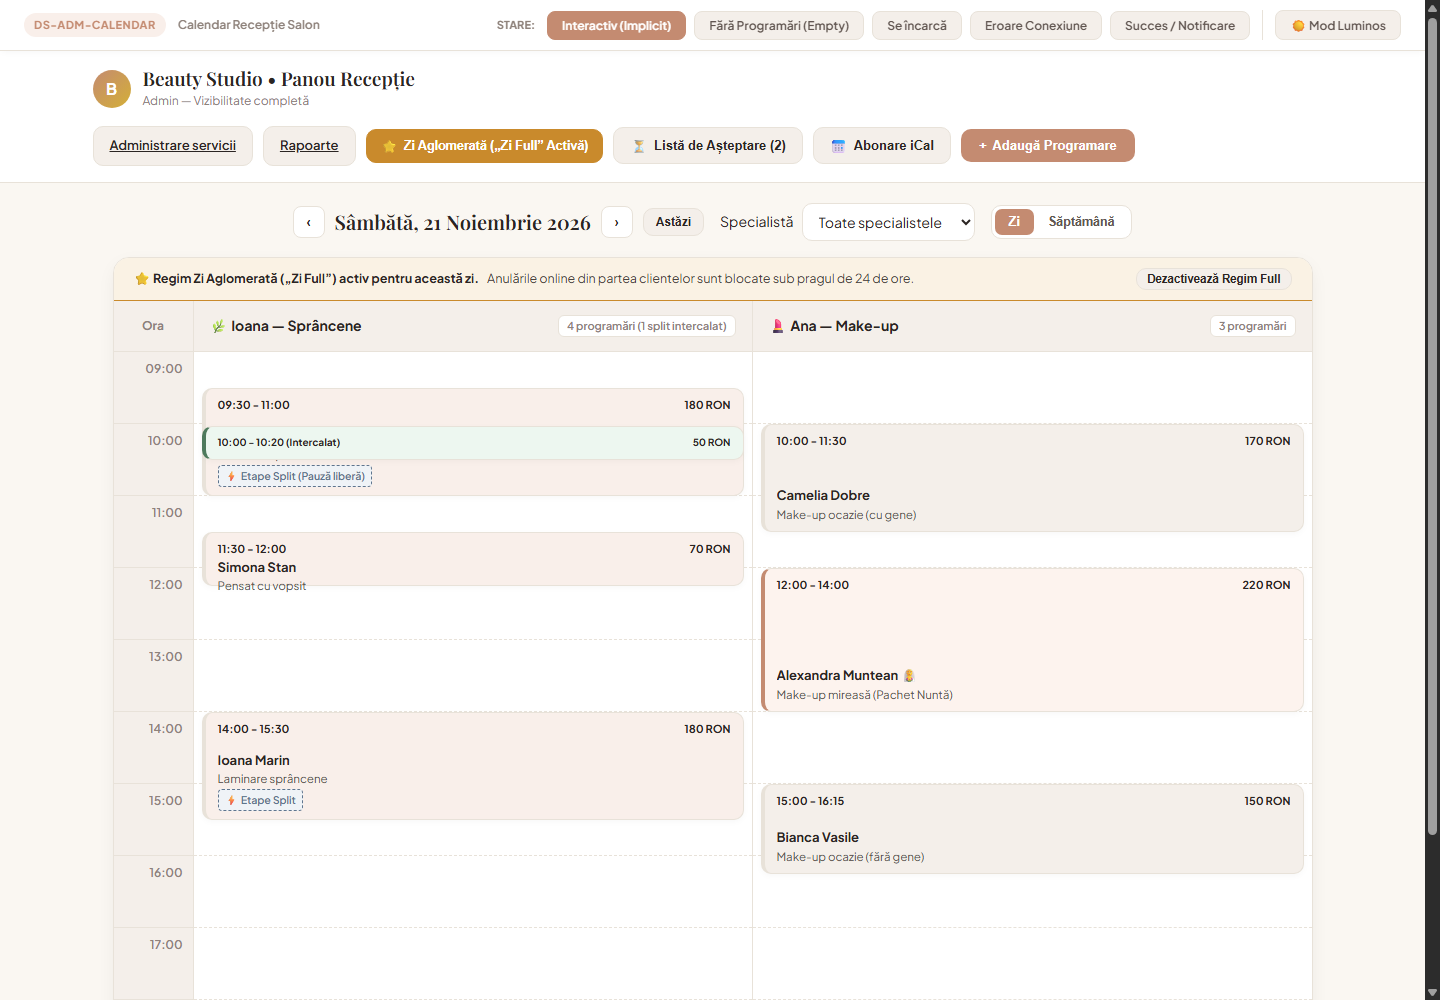 DS-ADM-CALENDAR Calendar Recepție Salon STARE: Interactiv (Implicit) Fără Programări (Empty) Se încarcă Eroare Conexiune Succes / Notificare Mod Luminos
B
Beauty Studio • Panou Recepție
Admin — Vizibilitate completă
Administrare servicii Rapoarte Zi Aglomerată („Zi Full” Activă) Listă de Așteptare (2) Abonare iCal + Adaugă Programare
‹ Sâmbătă, 21 Noiembrie 2026 › Astăzi Specialistă Toate specialistele Zi Săptămână
Regim Zi Aglomerată („Zi Full”) activ pentru această zi. Anulările online din partea clientelor sunt blocate sub pragul de 24 de ore. Dezactivează Regim Full
Ora Ioana — Sprâncene 4 programări (1 split intercalat) Ana — Make-up 3 programări
09:00
09:30 – 11:00 180 RON
10:00 10:00 – 10:20 (Intercalat) 50 RON 10:00 – 11:30 170 RON
Etape Split (Pauză liberă)
Camelia Dobre
11:00 Make-up ocazie (cu gene)
11:30 – 12:00 70 RON
Simona Stan
12:00 Pensat cu vopsit 12:00 – 14:00 220 RON
13:00
Alexandra Muntean
Make-up mireasă (Pachet Nuntă)
14:00 14:00 – 15:30 180 RON
Ioana Marin
Laminare sprâncene
15:00 Etape Split 15:00 – 16:15 150 RON
Bianca Vasile
Make-up ocazie (fără gene)
16:00
17:00